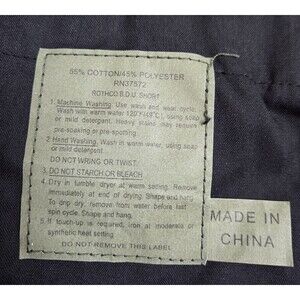 55% COTTON/45% POLYESTER
RN37572
ROTHCO B.D.U. SHORT
1. Machine Washing: Use wash and wear cycle.
Wash with warm water 120°F(49°C), using soap
or mild detergent. Heavy stains may require
pre-soaking or pre-spotting.
2. Hand Washing: Wash in warm water, using soap
or mild detergent.
DO NOT WRING OR TWIST.
3. DO NOT STARCH OR BLEACH.
4. Dry in tumble dryer at warm setting. Remove
immediately at end of drying. Shape and hang.
To drip dry, remove from water before last
spin cycle. Shape and hang.
5. If touch-up is required, iron at moderate or
synthetic heat setting.
DO NOT REMOVE THIS LABEL
MADE IN
CHINA